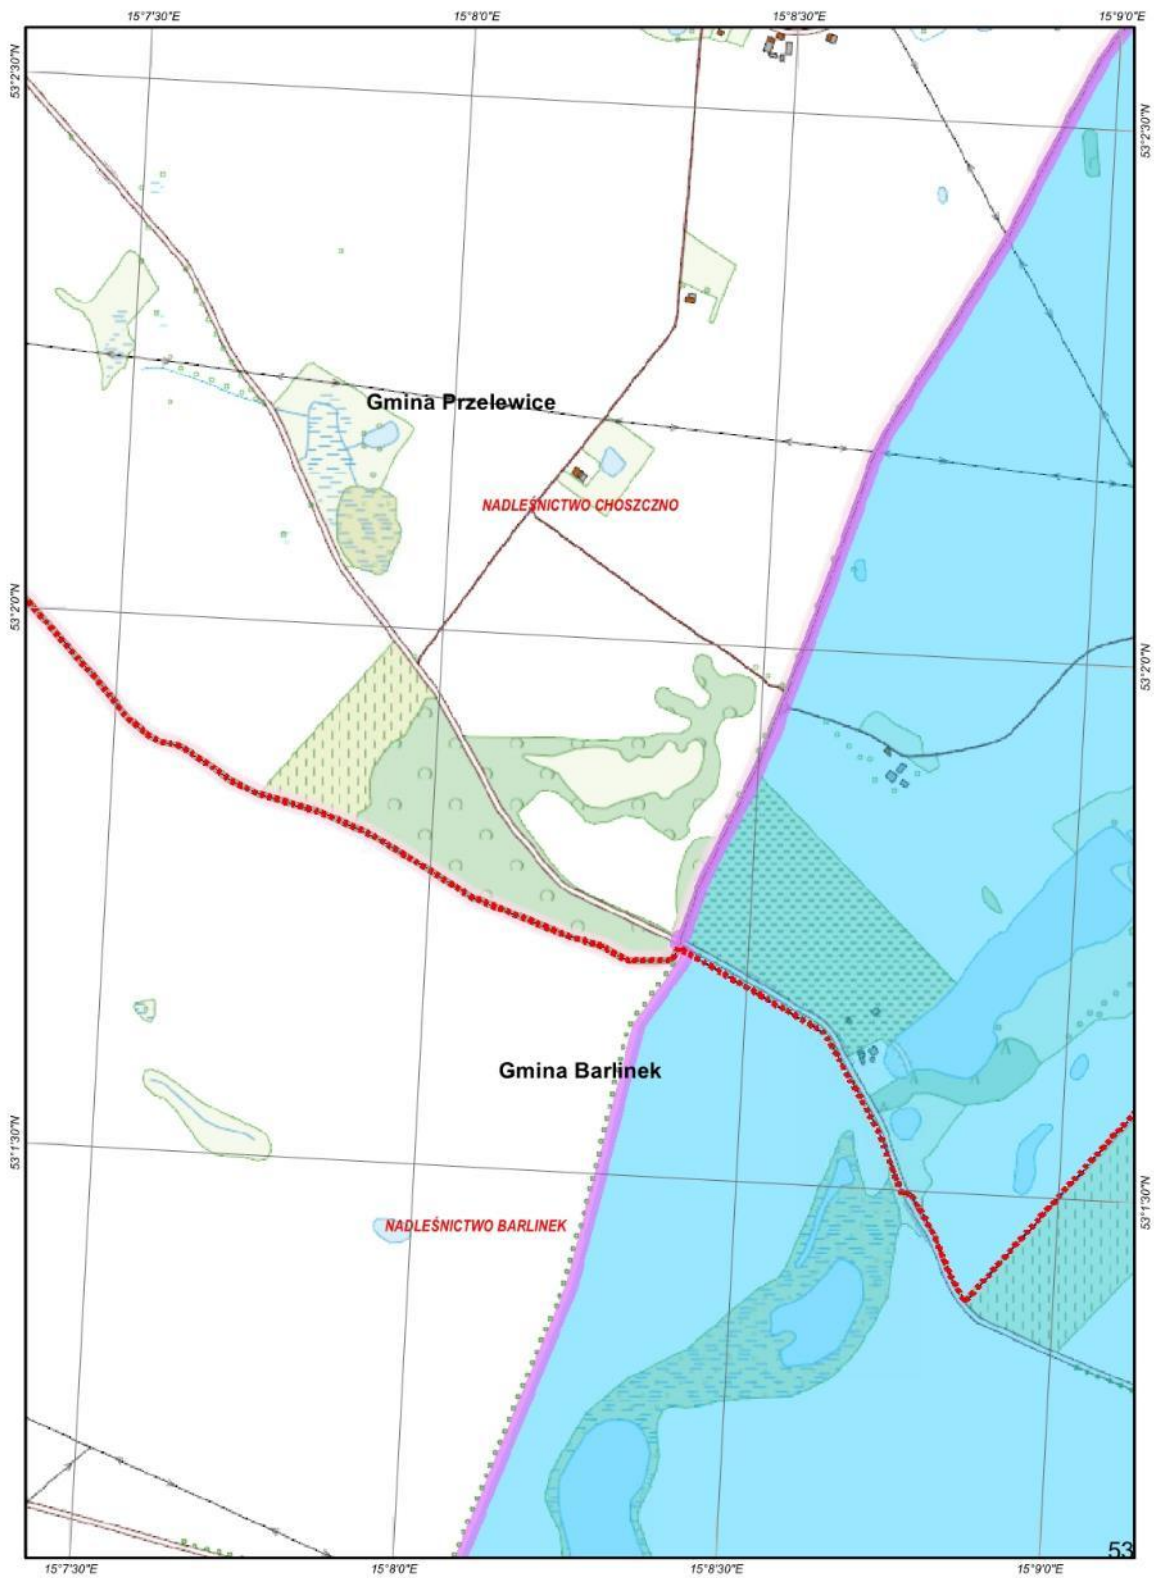 15°7'30"E 15°8'0"E 15°8'30"E 15°9'0"E
53°2'30"N
53°2'30"N
Gmina Przelewice
NADLEŚNICTWO CHOSZCZNO
53°2'0"N
53°2'0"N
Gmina Barlinek
53°1'30"N
53°1'30"N
NADLEŚNICTWO BARLINEK
53
15°7'30"E 15°8'0"E 15°8'30"E 15°9'0"E